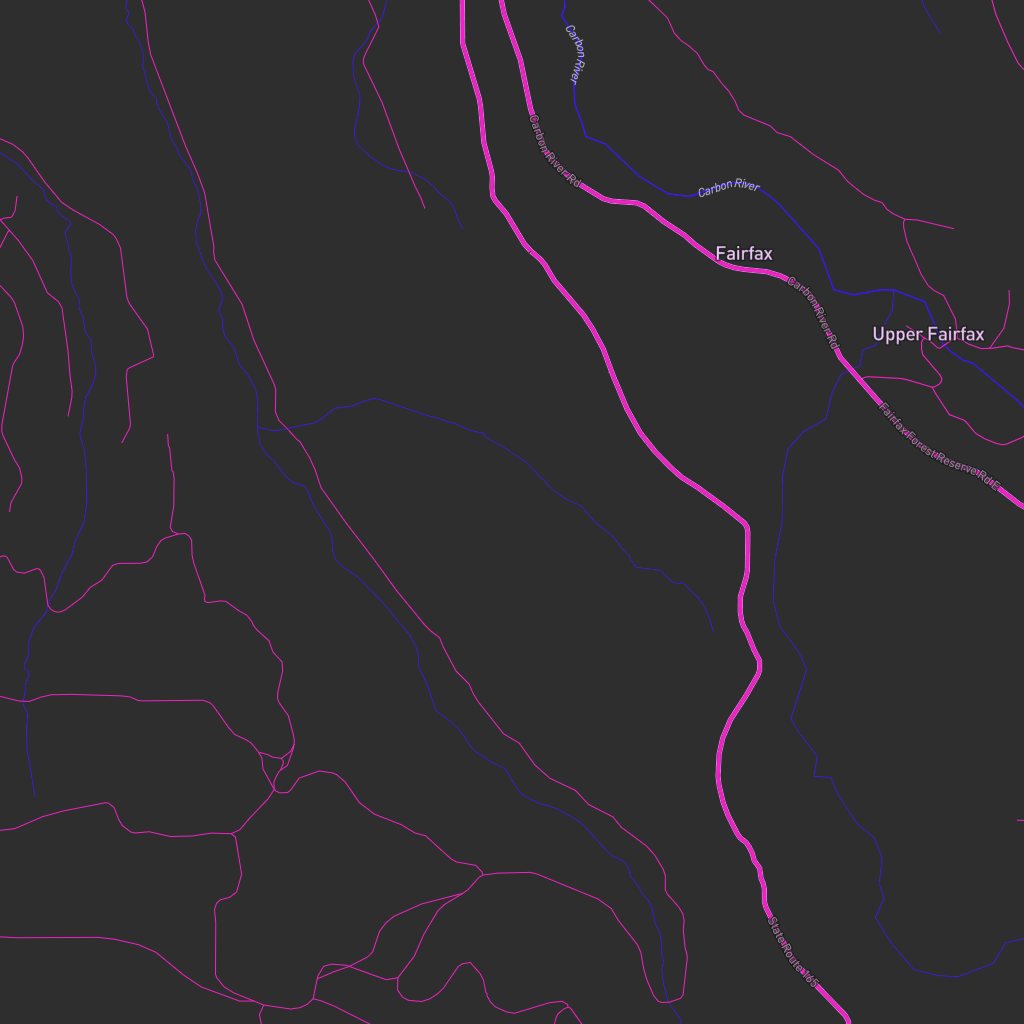 Carbon River
Carbon River Rd
Carbon River
Fairfax
Carbon River Rd
Upper Fairfax
Fairfax Forest Reserve Rd E
State Route 165